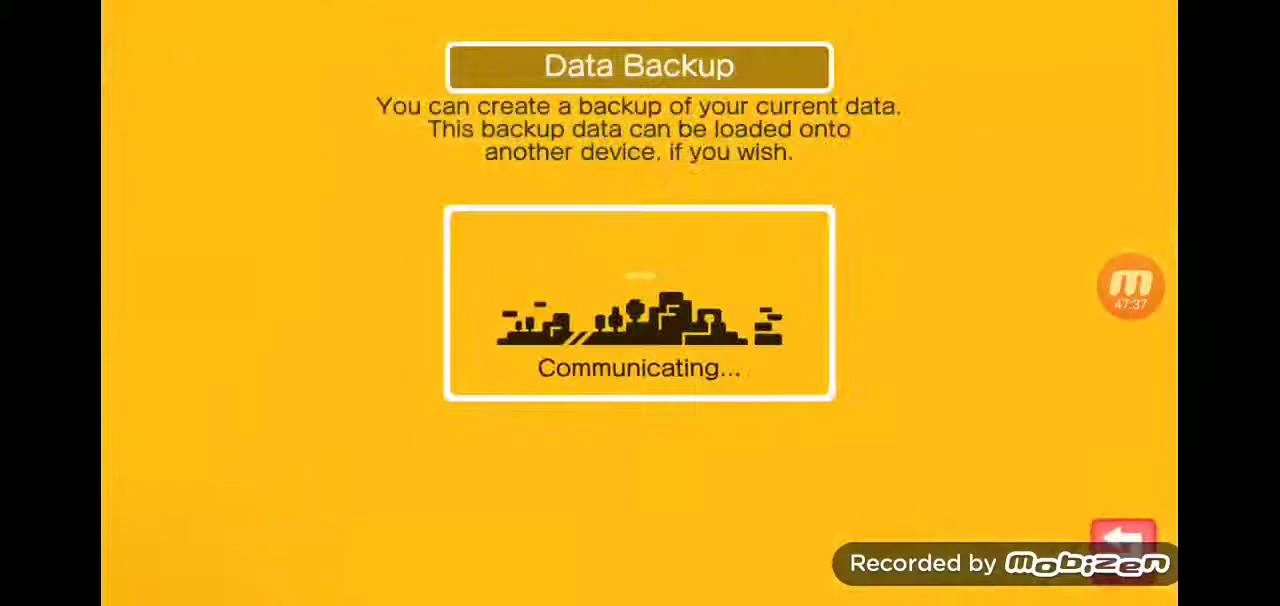 Data Backup
You can create a backup of your current data.
This backup data can be loaded onto
another device, if you wish.
47:37
Communicating...
Recorded by mobizen